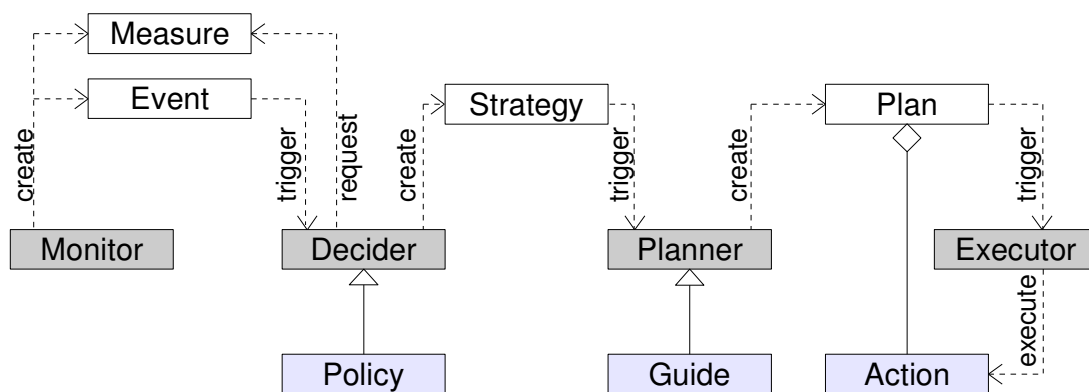 Measure
Event
Strategy
Plan
create
trigger
request
create
trigger
create
trigger
Monitor
Decider
Planner
Executor
execute
Policy
Guide
Action